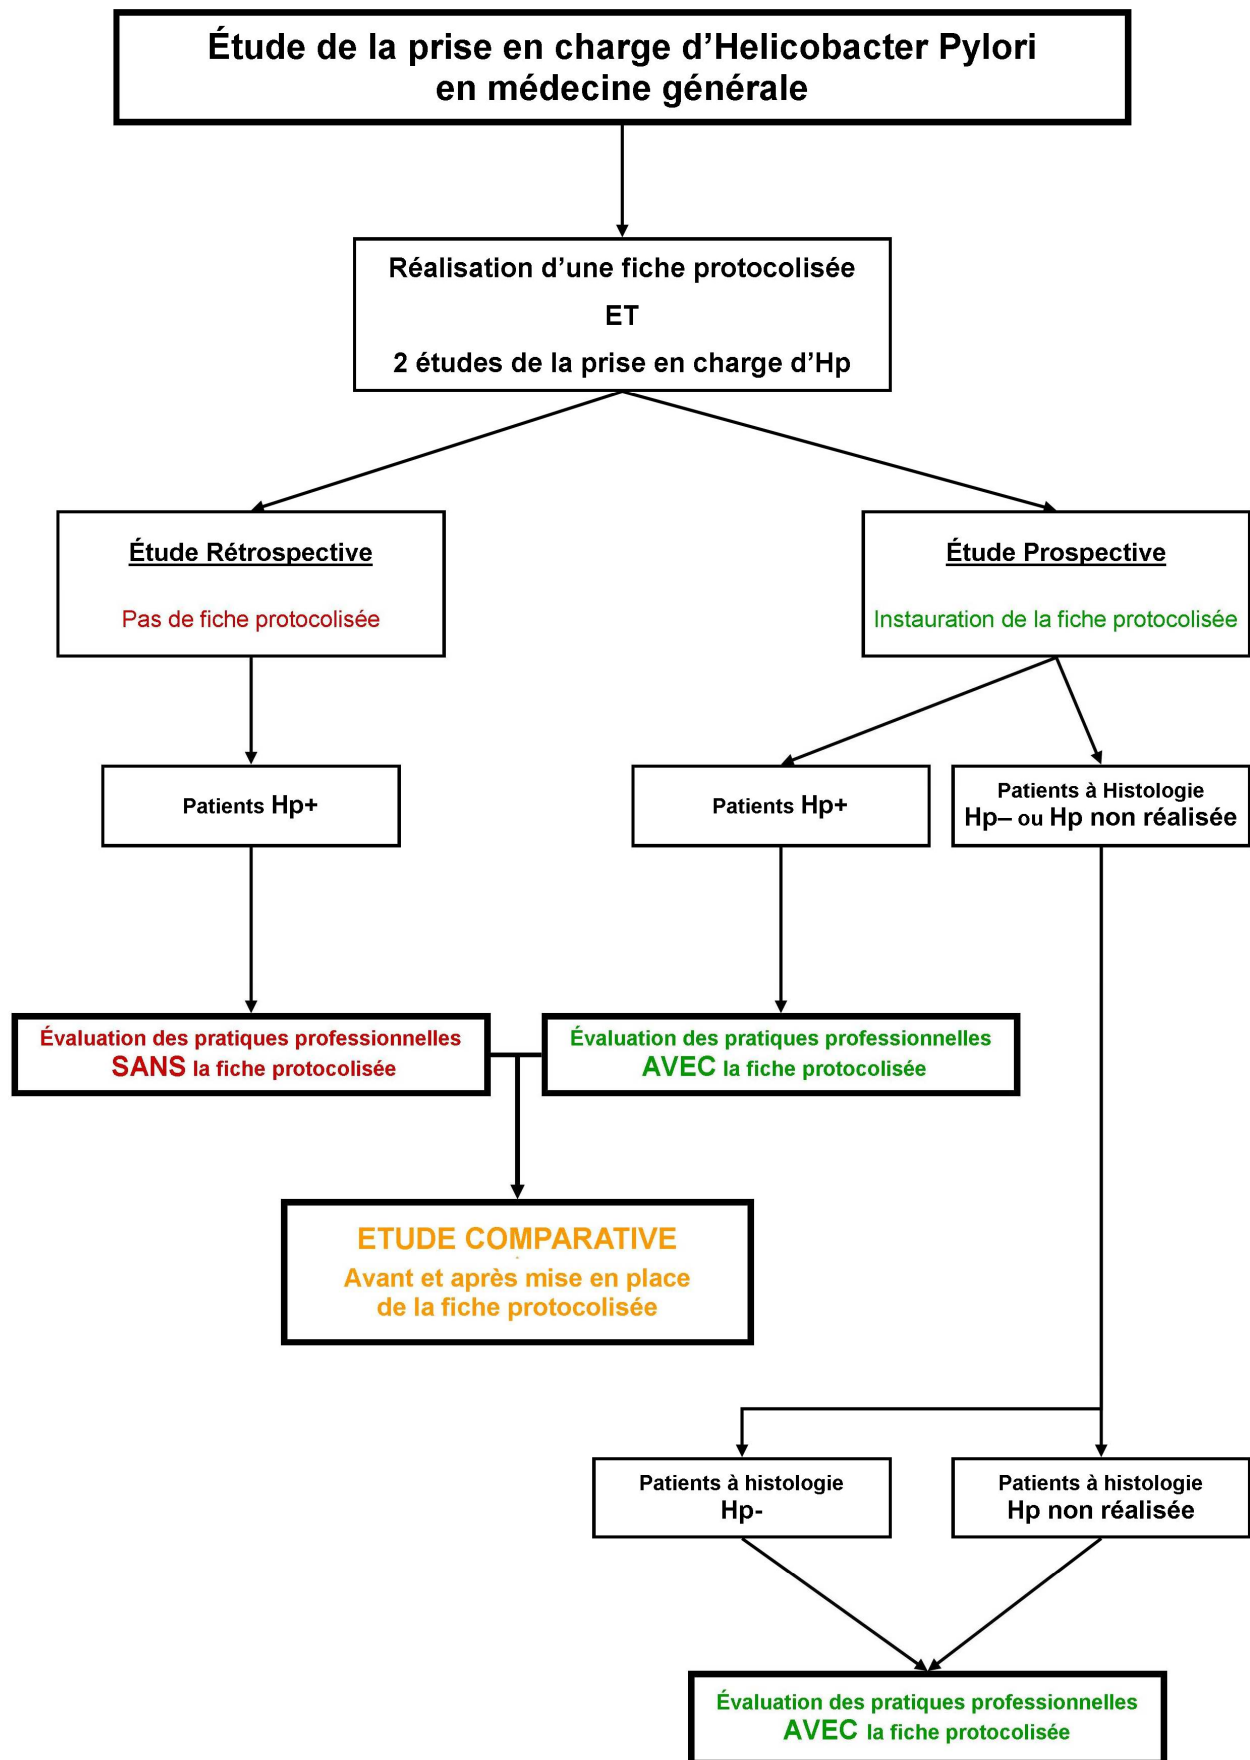 Étude de la prise en charge d’Helicobacter Pylori
en médecine générale
Réalisation d’une fiche protocolisée
ET
2 études de la prise en charge d’Hp
Étude Rétrospective
Pas de fiche protocolisée
Étude Prospective
Instauration de la fiche protocolisée
Patients Hp+
Patients Hp+
Patients à Histologie
Hp– ou Hp non réalisée
Évaluation des pratiques professionnelles
SANS la fiche protocolisée
Évaluation des pratiques professionnelles
AVEC la fiche protocolisée
ETUDE COMPARATIVE
Avant et après mise en place
de la fiche protocolisée
Patients à histologie
Hp-
Patients à histologie
Hp non réalisée
Évaluation des pratiques professionnelles
AVEC la fiche protocolisée